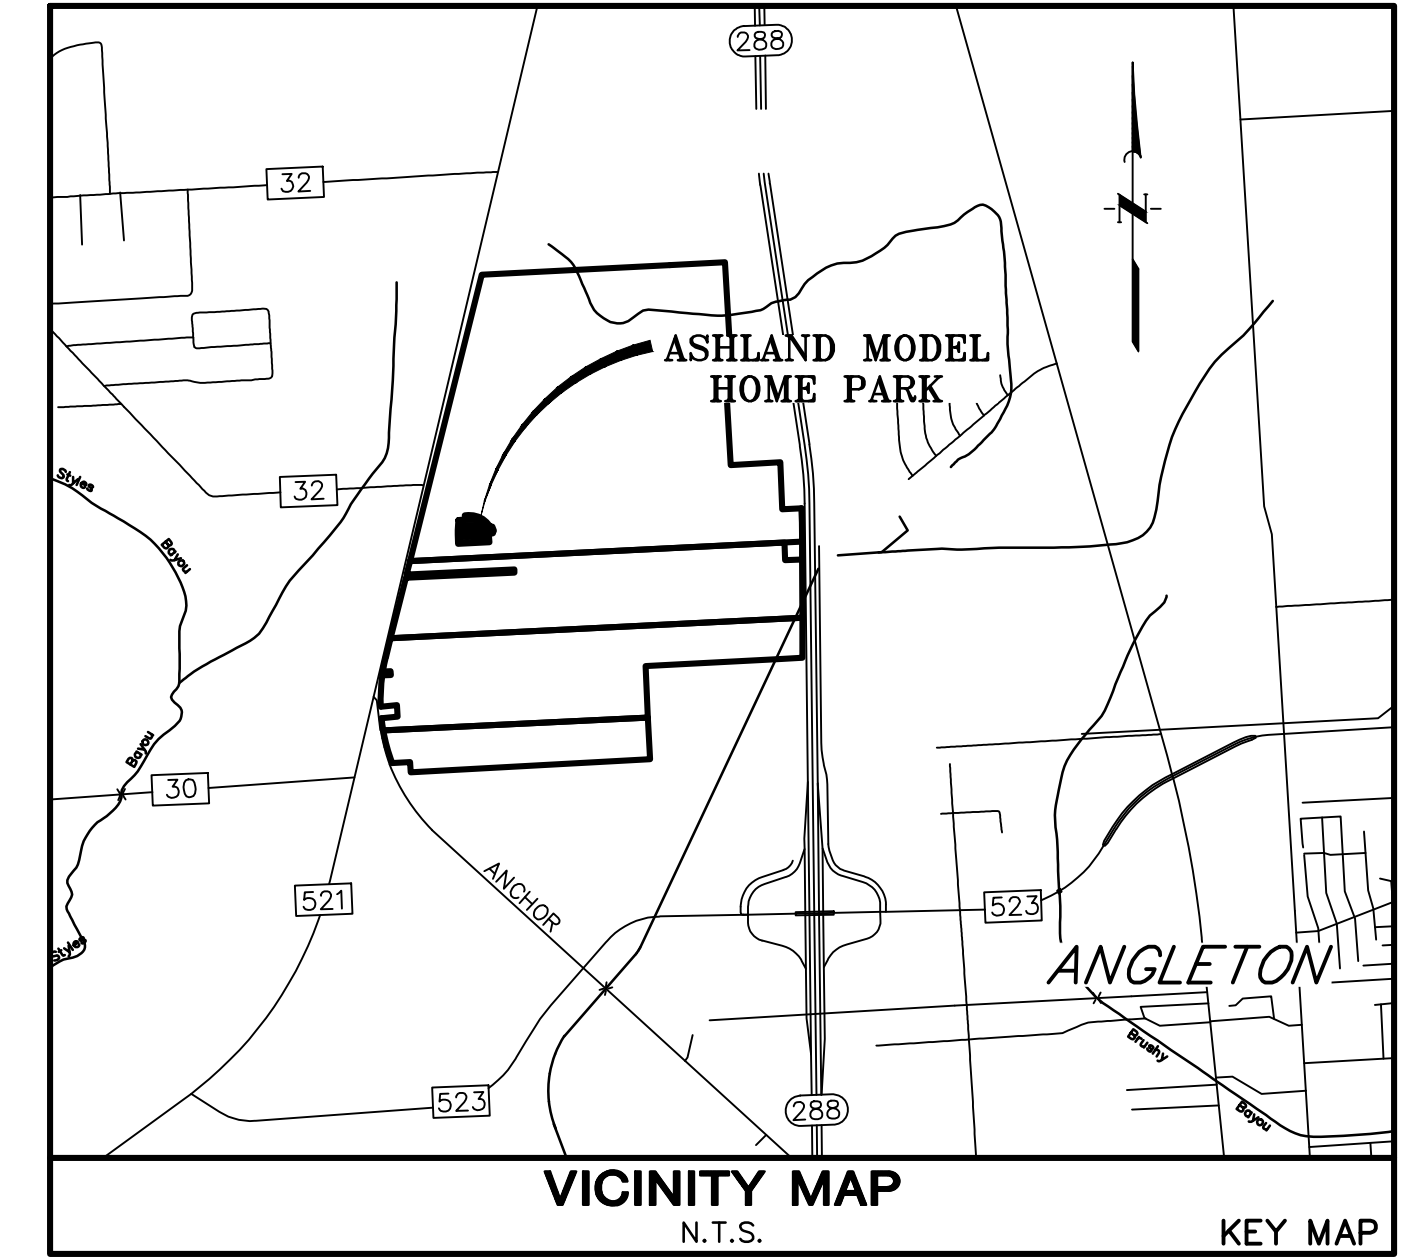 288
32
N
ASHLAND MODEL
HOME PARK
Styles
32
Bayou
Bayou
30
521
ANCHOR
523
Styles
ANGLETON
Brushy
523
288
Bayou
VICINITY MAP
N.T.S.
KEY MAP